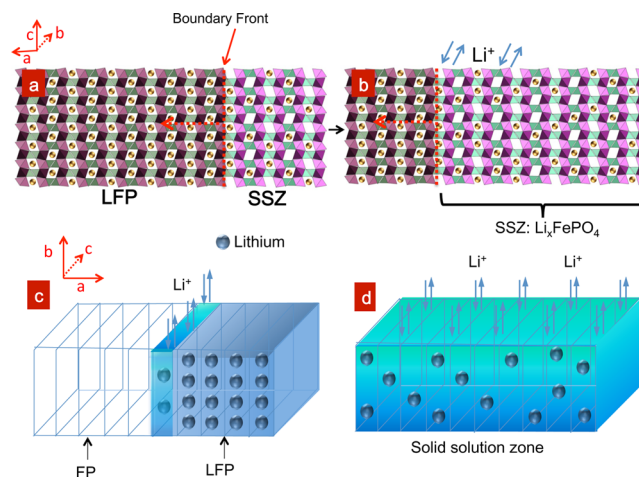 Boundary Front
c
b
a
a
b
Li+
LFP
SSZ
SSZ: LixFePO4
b
c
a
c
Lithium
Li+
d
Li+
Li+
FP
LFP
Solid solution zone